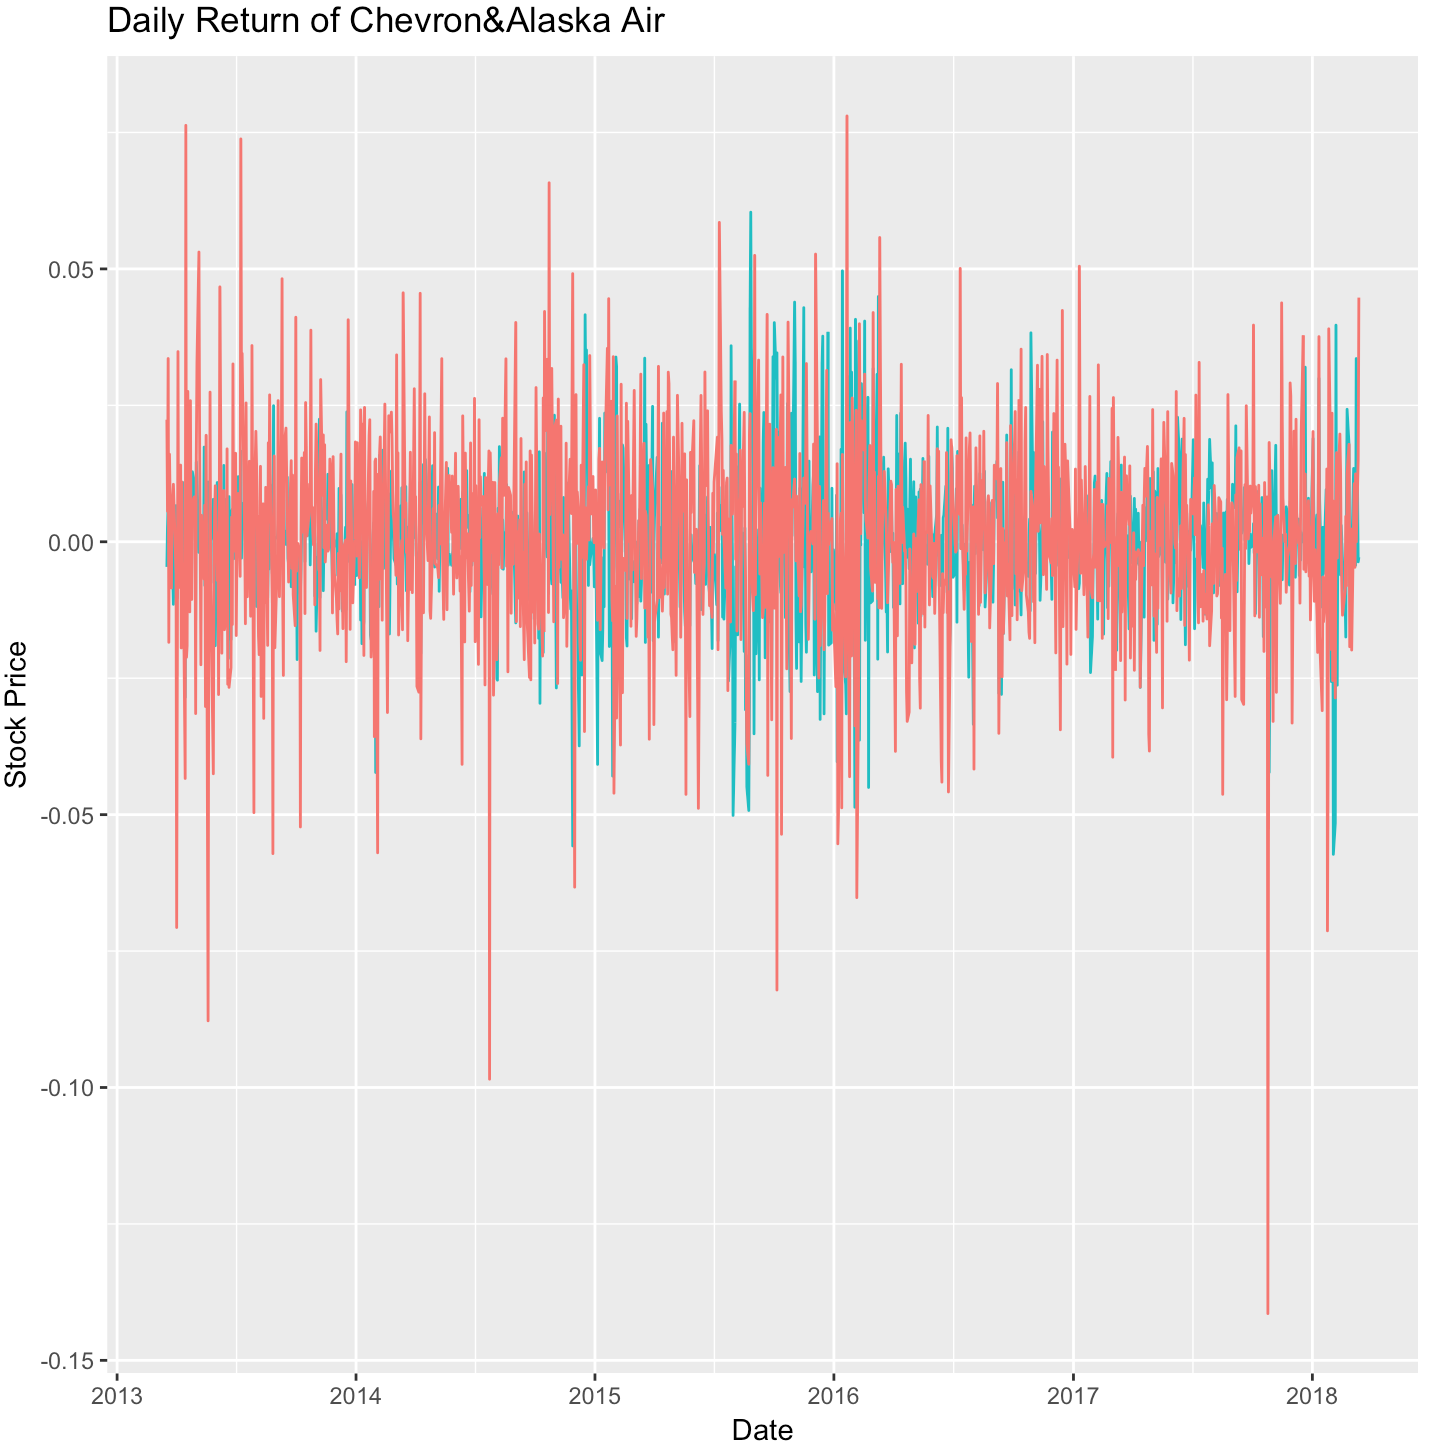 Daily Return of Chevron&Alaska Air
Stock Price
0.05
0.00
-0.05
-0.10
-0.15
2013 2014 2015 2016 2017 2018
Date